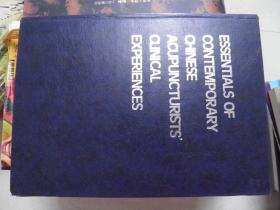 ESSENTIALS OF
CONTEMPORARY
CHINESE
ACUPUNCTURISTS'
CLINICAL
EXPERIENCES